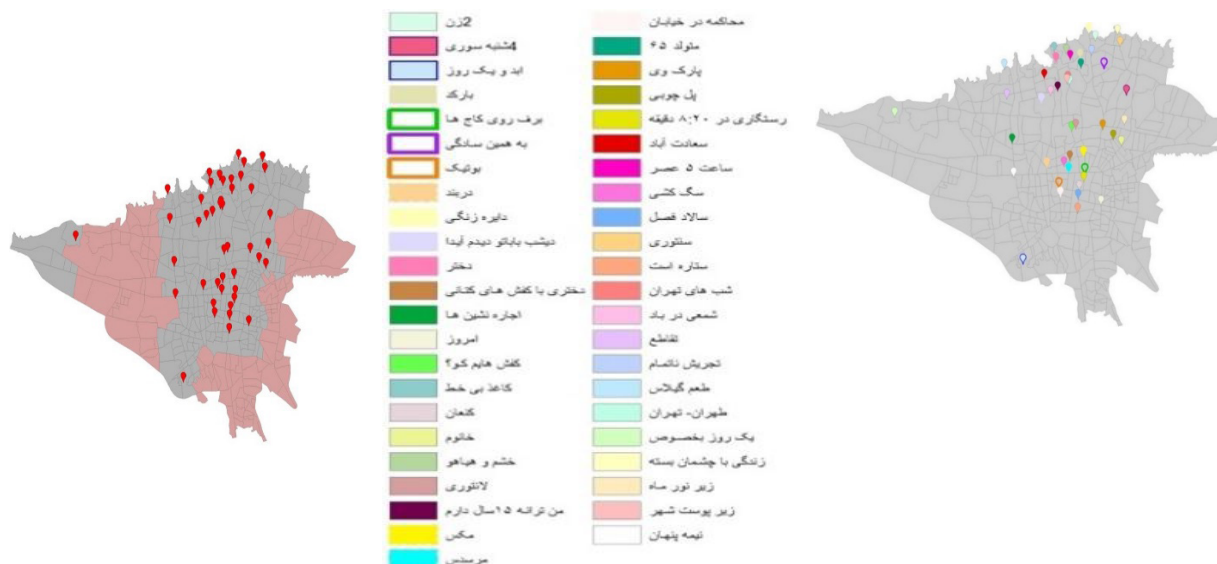 محاکمه در خیابان
متولد ۶۵
پارک وی
پل چوبی
رستگاری در ۸:۲۰ دقیقه
سعادت آباد
ساعت ۵ عصر
سگ کشی
سالاد فصل
سنتوری
ستاره است
شب های تهران
شمعی در باد
تقاطع
تجریش ناتمام
طعم گیلاس
طهران- تهران
یک روز بخصوص
زندگی با چشمان بسته
زیر نور ماه
زیر پوست شهر
نیمه پنهان
2زن
4شنبه سوری
ابد و یک روز
بارکد
برف روی کاج ها
به همین سادگی
بوتیک
دربند
دایره زنگی
دیشب باباتو دیدم آیدا
دختر
دختری با کفش های کتانی
اجاره نشین ها
امروز
کفش هایم کو؟
کاغذ بی خط
کنعان
خانوم
خشم و هیاهو
لانتوری
من ترانه ۱۵سال دارم
مکس
مرسدس